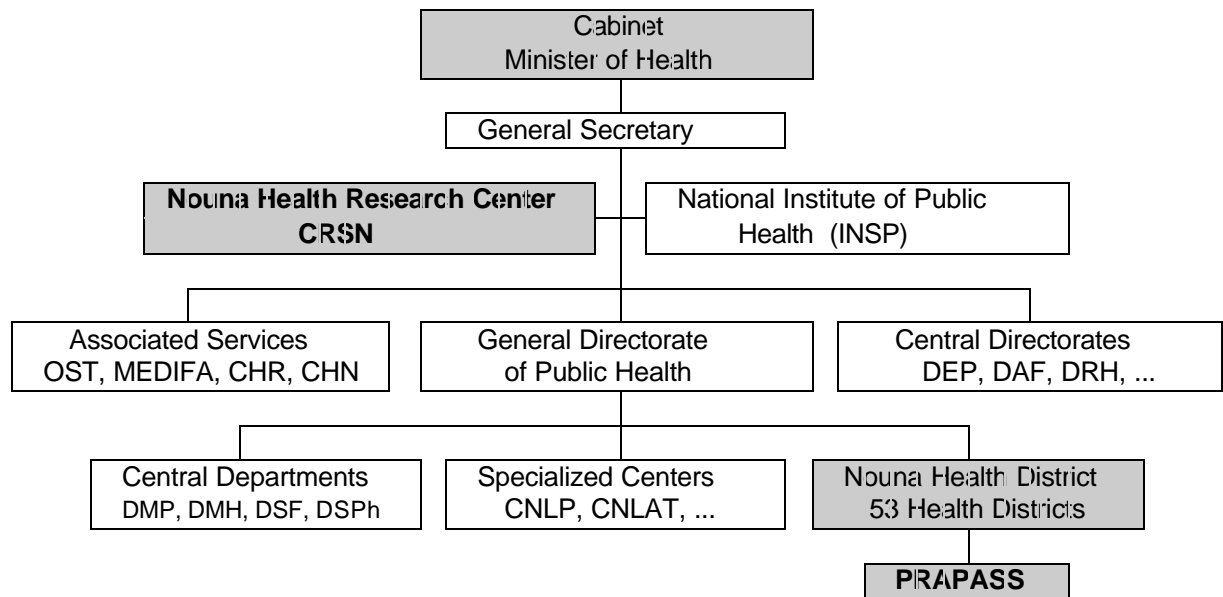 Cabinet
Minister of Health
General Secretary
Nouna Health Research Center
CRSN
National Institute of Public
Health (INSP)
Associated Services
OST, MEDIFA, CHR, CHN
General Directorate
of Public Health
Central Directorates
DEP, DAF, DRH, ...
Central Departments
DMP, DMH, DSF, DSPh
Specialized Centers
CNLP, CNLAT, ...
Nouna Health District
53 Health Districts
PRAPASS